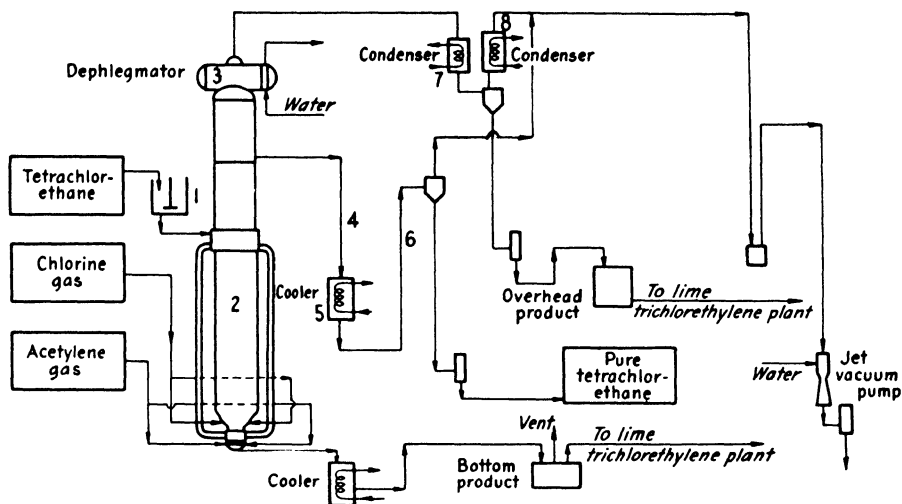 8
Condenser
Condenser
7
Dephlegmator
3
Water
Tetrachlor-
ethane
1
4
6
Chlorine
gas
2
Cooler
5
Overhead
product
To lime
trichlorethylene plant
Acetylene
gas
Pure
tetrachlor-
ethane
Water
Jet
vacuum
pump
Vent
To lime
trichlorethylene plant
Bottom
product
Cooler